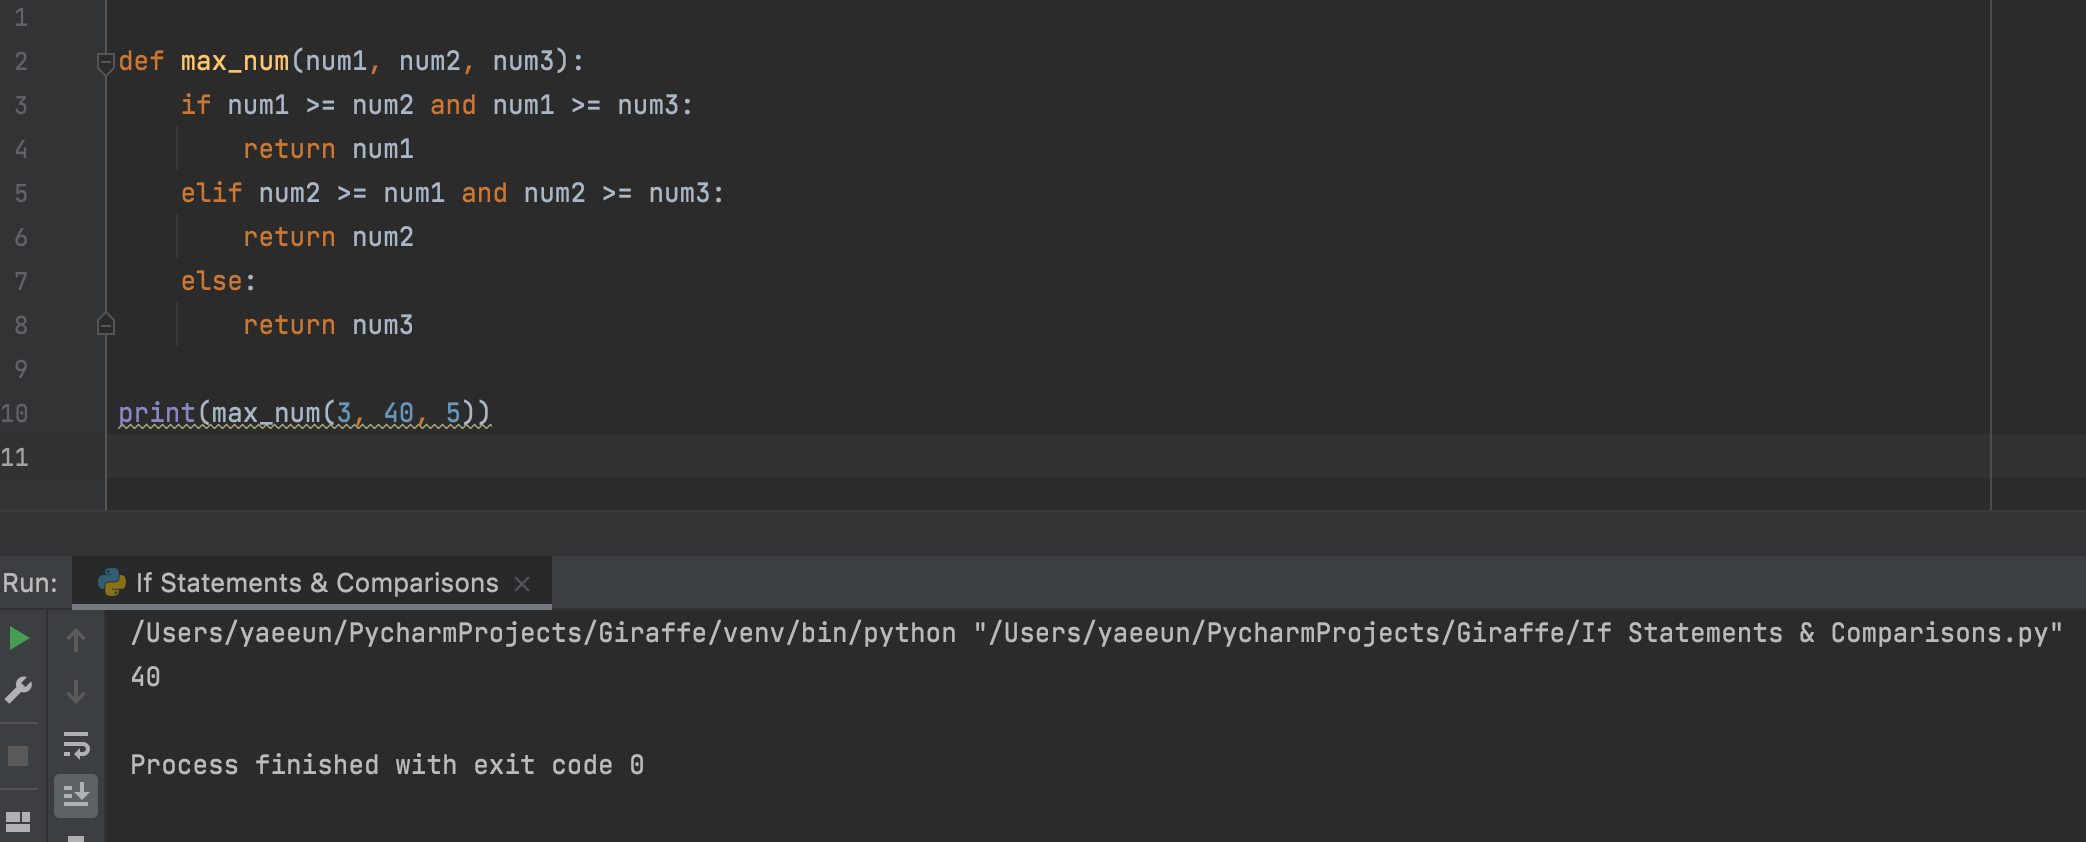 1
2 def max_num(num1, num2, num3):
3 if num1 >= num2 and num1 >= num3:
4 return num1
5 elif num2 >= num1 and num2 >= num3:
6 return num2
7 else:
8 return num3
9
10 print(max_num(3, 40, 5))
11
Run: If Statements & Comparisons
/Users/yaeeun/PycharmProjects/Giraffe/venv/bin/python "/Users/yaeeun/PycharmProjects/Giraffe/If Statements & Comparisons.py"
40
Process finished with exit code 0